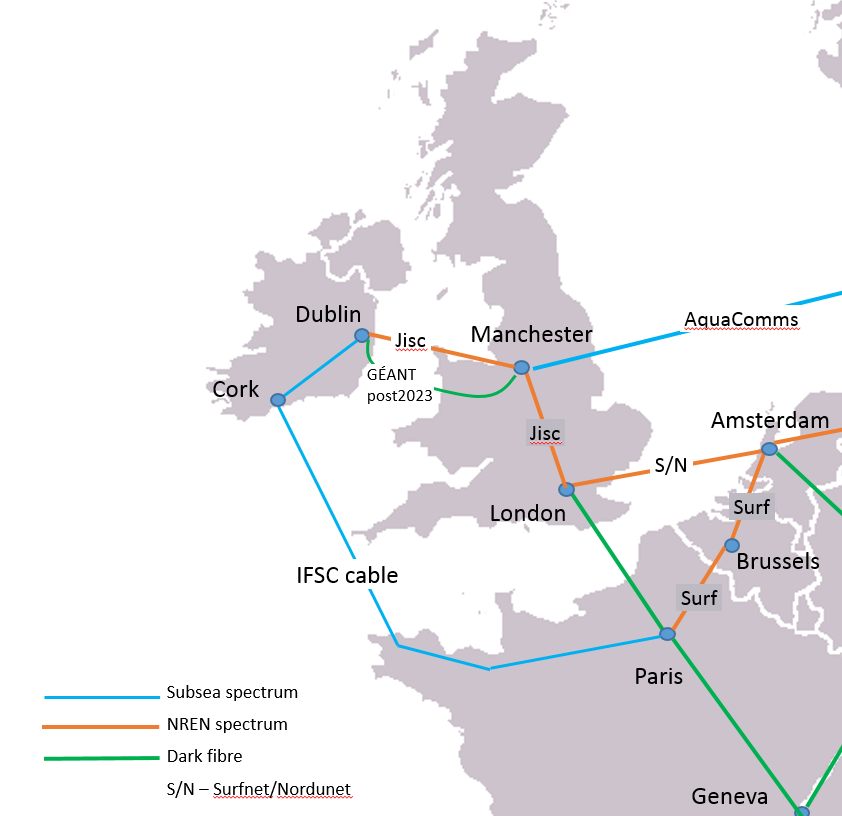 Dublin
Jisc
Manchester
AquaComms
GÉANT
post2023
Cork
Jisc
Amsterdam
S/N
London
Surf
Brussels
IFSC cable
Surf
Paris
Subsea spectrum
NREN spectrum
Dark fibre
S/N – Surfnet/Nordunet
Geneva